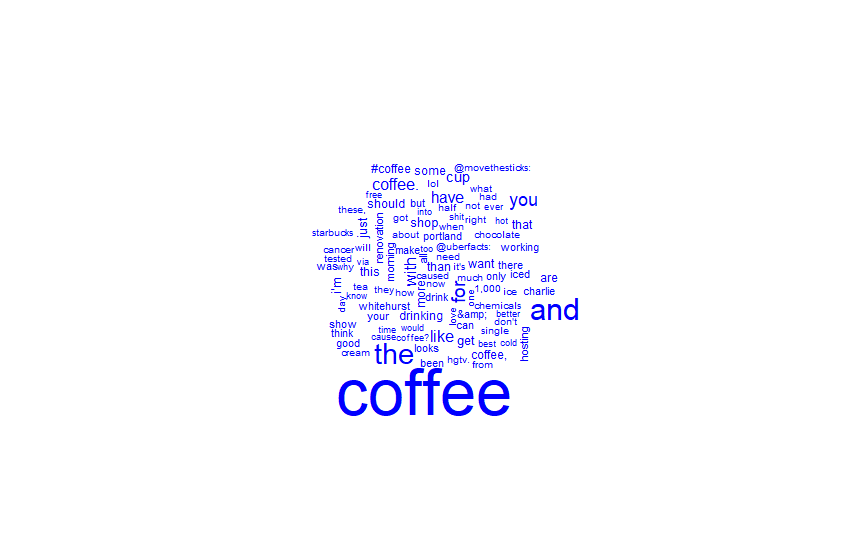 #coffee some @movethesticks:
coffee. lol cup
what
free
should but have had you
these, into half not ever
just renovation got shop shit right hot that
when
starbucks about portland chocolate
cancer will morning make too @uberfacts: working
tested via with all need
was why this than it's want there
i'm caused much only iced are
tea they how more now for one 1,000 ice charlie
day know drink
whitehurst love chemicals and
your drinking &amp; better
show time would can don't
think cause coffee? like single hosting
good looks get best cold
cream the coffee,
been hgtv. from
coffee